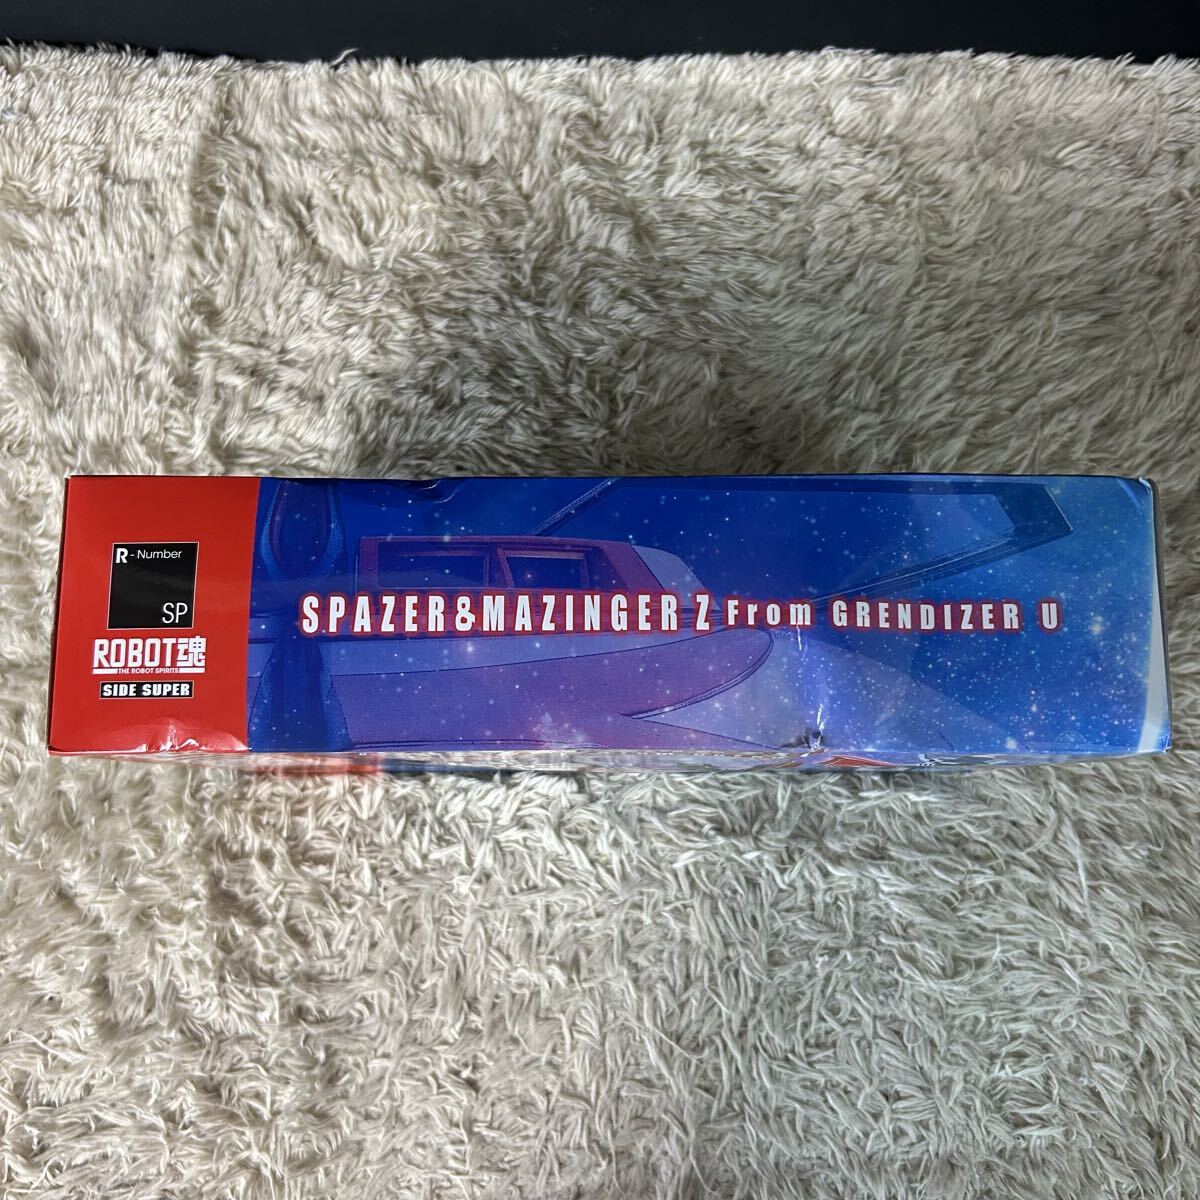 R - Number
SP
ROBOT魂
THE ROBOT SPIRITS
SIDE SUPER
SPAZER&MAZINGER Z From GRENDIZER U